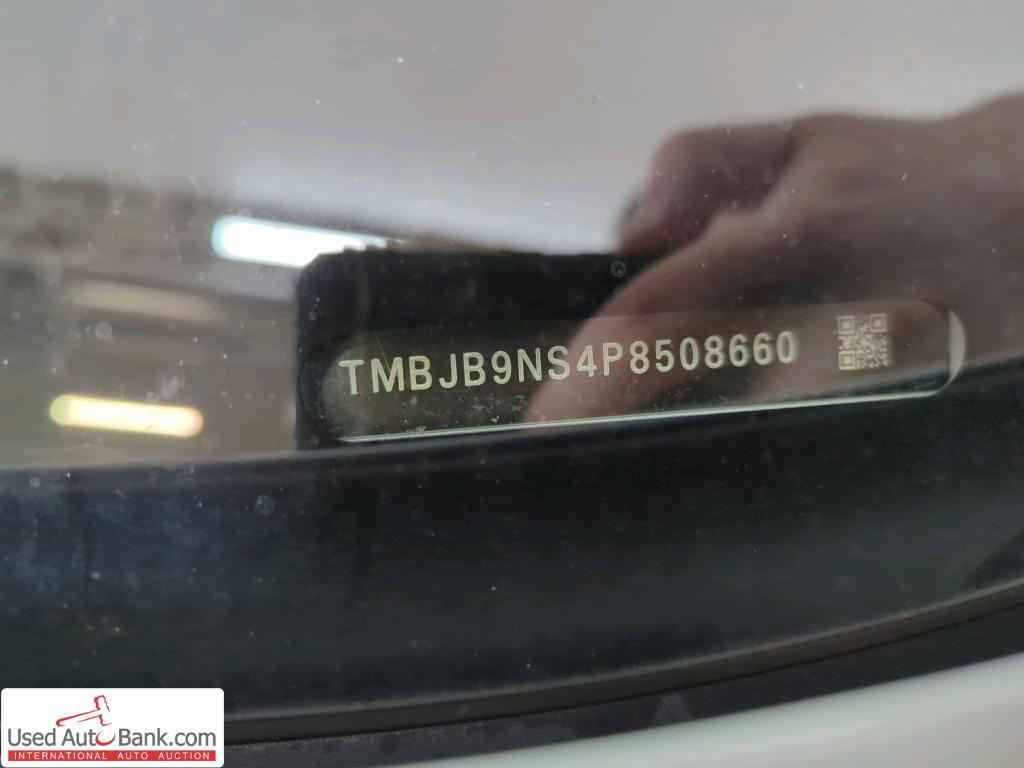 TMBJB9NS4P8508660
Used AutoBank.com
INTERNATIONAL AUTO AUCTION